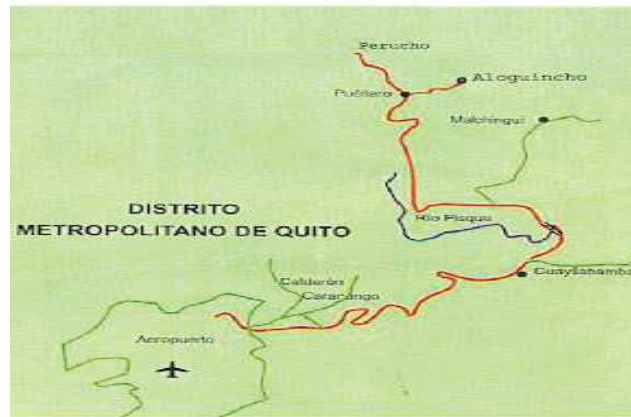 Perucho
Aloguincho
Puéllaro
Malchingui
DISTRITO
METROPOLITANO DE QUITO
Río Pisque
Guayllabamba
Calderón
Carapungo
Aeropuerto